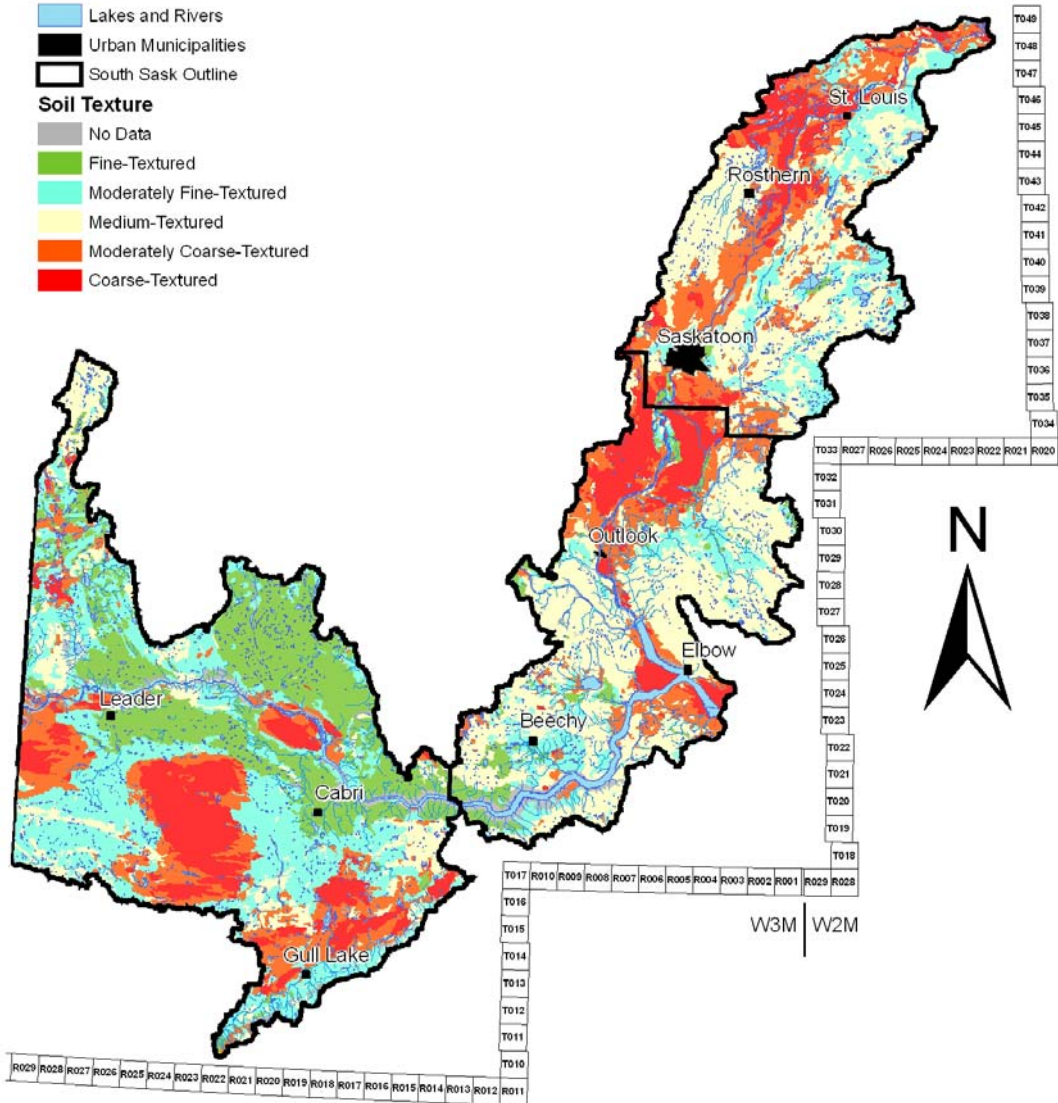 Lakes and Rivers
Urban Municipalities
South Sask Outline
Soil Texture
No Data
Fine-Textured
Moderately Fine-Textured
Medium-Textured
Moderately Coarse-Textured
Coarse-Textured
St. Louis
Rosthern
Saskatoon
Outlook
Elbow
Beechy
Leader
Cabri
Gull Lake
N
T049
T048
T047
T046
T045
T044
T043
T042
T041
T040
T039
T038
T037
T036
T035
T034
T033 R027 R026 R025 R024 R023 R022 R021 R020
T032
T031
T030
T029
T028
T027
T026
T025
T024
T023
T022
T021
T020
T019
T018
T017 R010 R009 R008 R007 R006 R005 R004 R003 R002 R001 R029 R028
T016
T015
T014
T013
T012
T011
T010
W3M W2M
R029 R028 R027 R026 R025 R024 R023 R022 R021 R020 R019 R018 R017 R016 R015 R014 R013 R012 R011